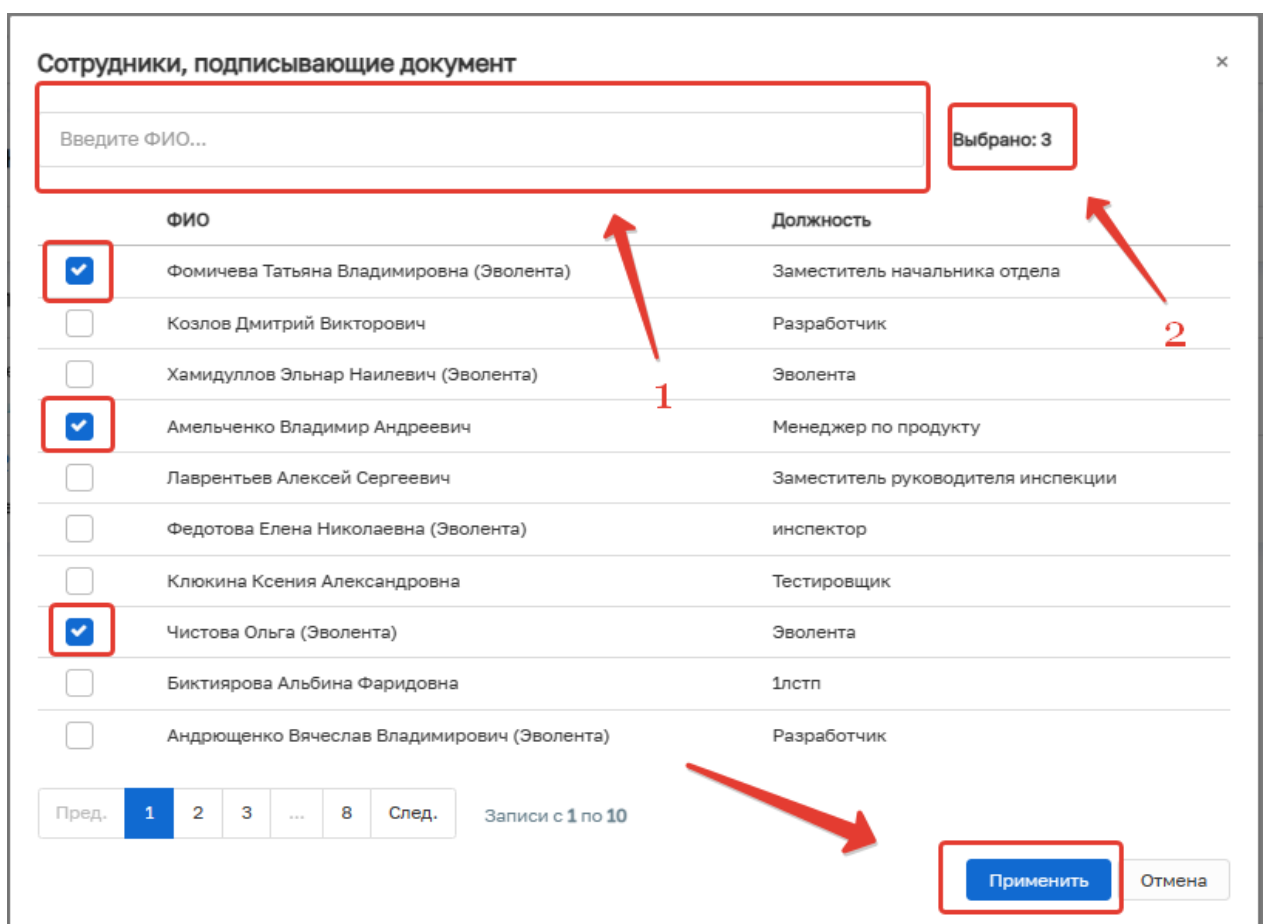 Сотрудники, подписывающие документ ×
Введите ФИО... Выбрано: 3
ФИО Должность
Фомичева Татьяна Владимировна (Эволента) Заместитель начальника отдела
Козлов Дмитрий Викторович Разработчик
2
Хамидуллов Эльнар Наилевич (Эволента) Эволента
1
Амельченко Владимир Андреевич Менеджер по продукту
Лаврентьев Алексей Сергеевич Заместитель руководителя инспекции
Федотова Елена Николаевна (Эволента) инспектор
Клюкина Ксения Александровна Тестировщик
Чистова Ольга (Эволента) Эволента
Биктиярова Альбина Фаридовна 1лстп
Андрющенко Вячеслав Владимирович (Эволента) Разработчик
Пред. 1 2 3 ... 8 След. Записи с 1 по 10
Применить Отмена